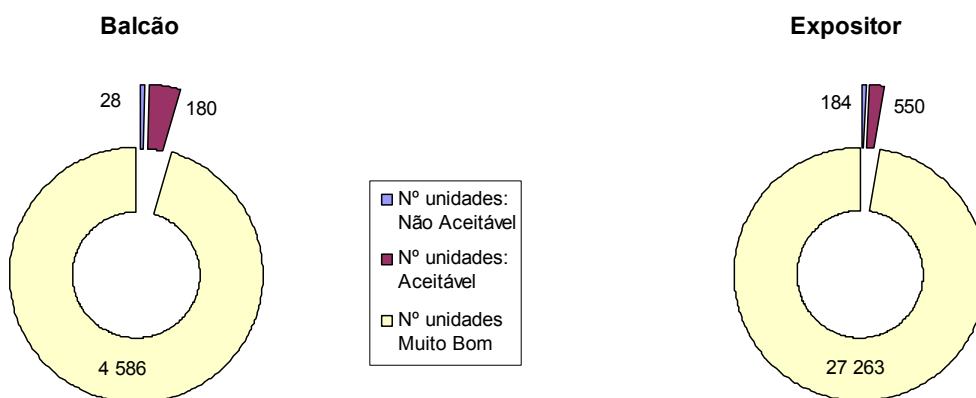 Balcão
Expositor
28
180
184
550
Nº unidades:
Não Aceitável
Nº unidades:
Aceitável
Nº unidades
Muito Bom
4 586
27 263